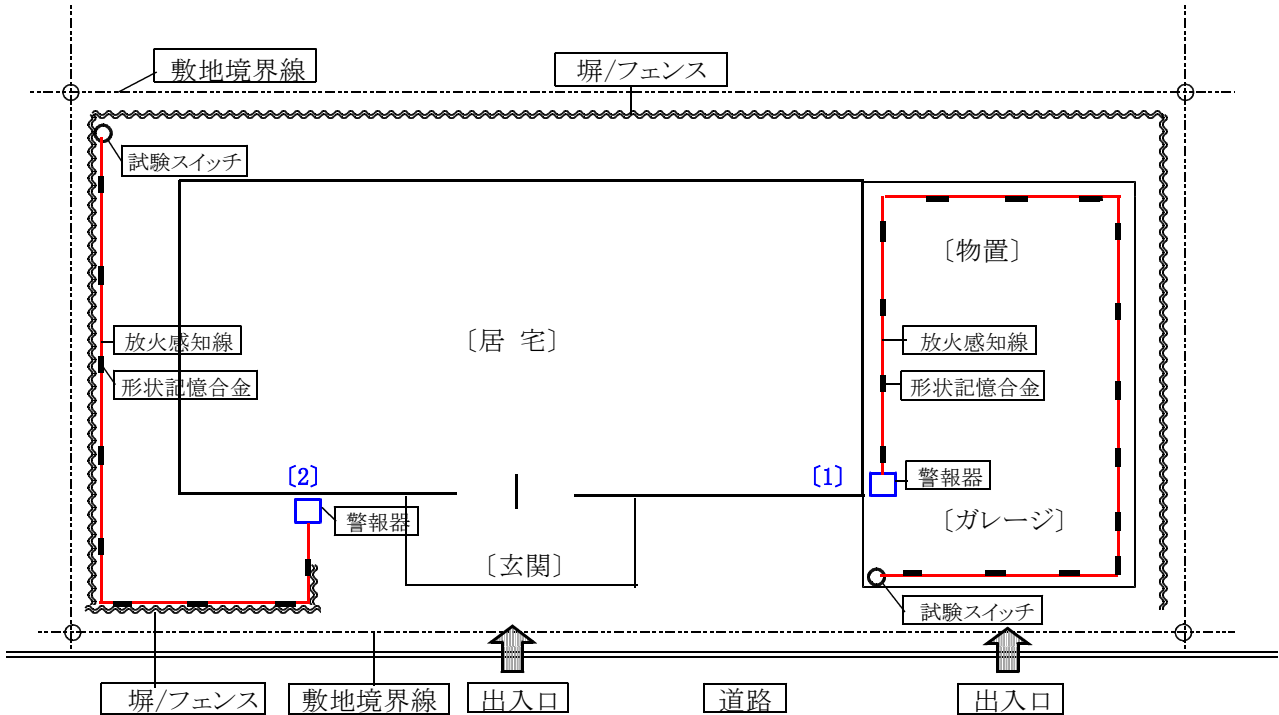 敷地境界線
塀/フェンス
試験スイッチ
〔物置〕
放火感知線
〔居 宅〕
放火感知線
形状記憶合金
形状記憶合金
〔2〕
〔1〕
警報器
警報器
〔ガレージ〕
〔玄関〕
試験スイッチ
塀/フェンス
敷地境界線
出入口
道路
出入口